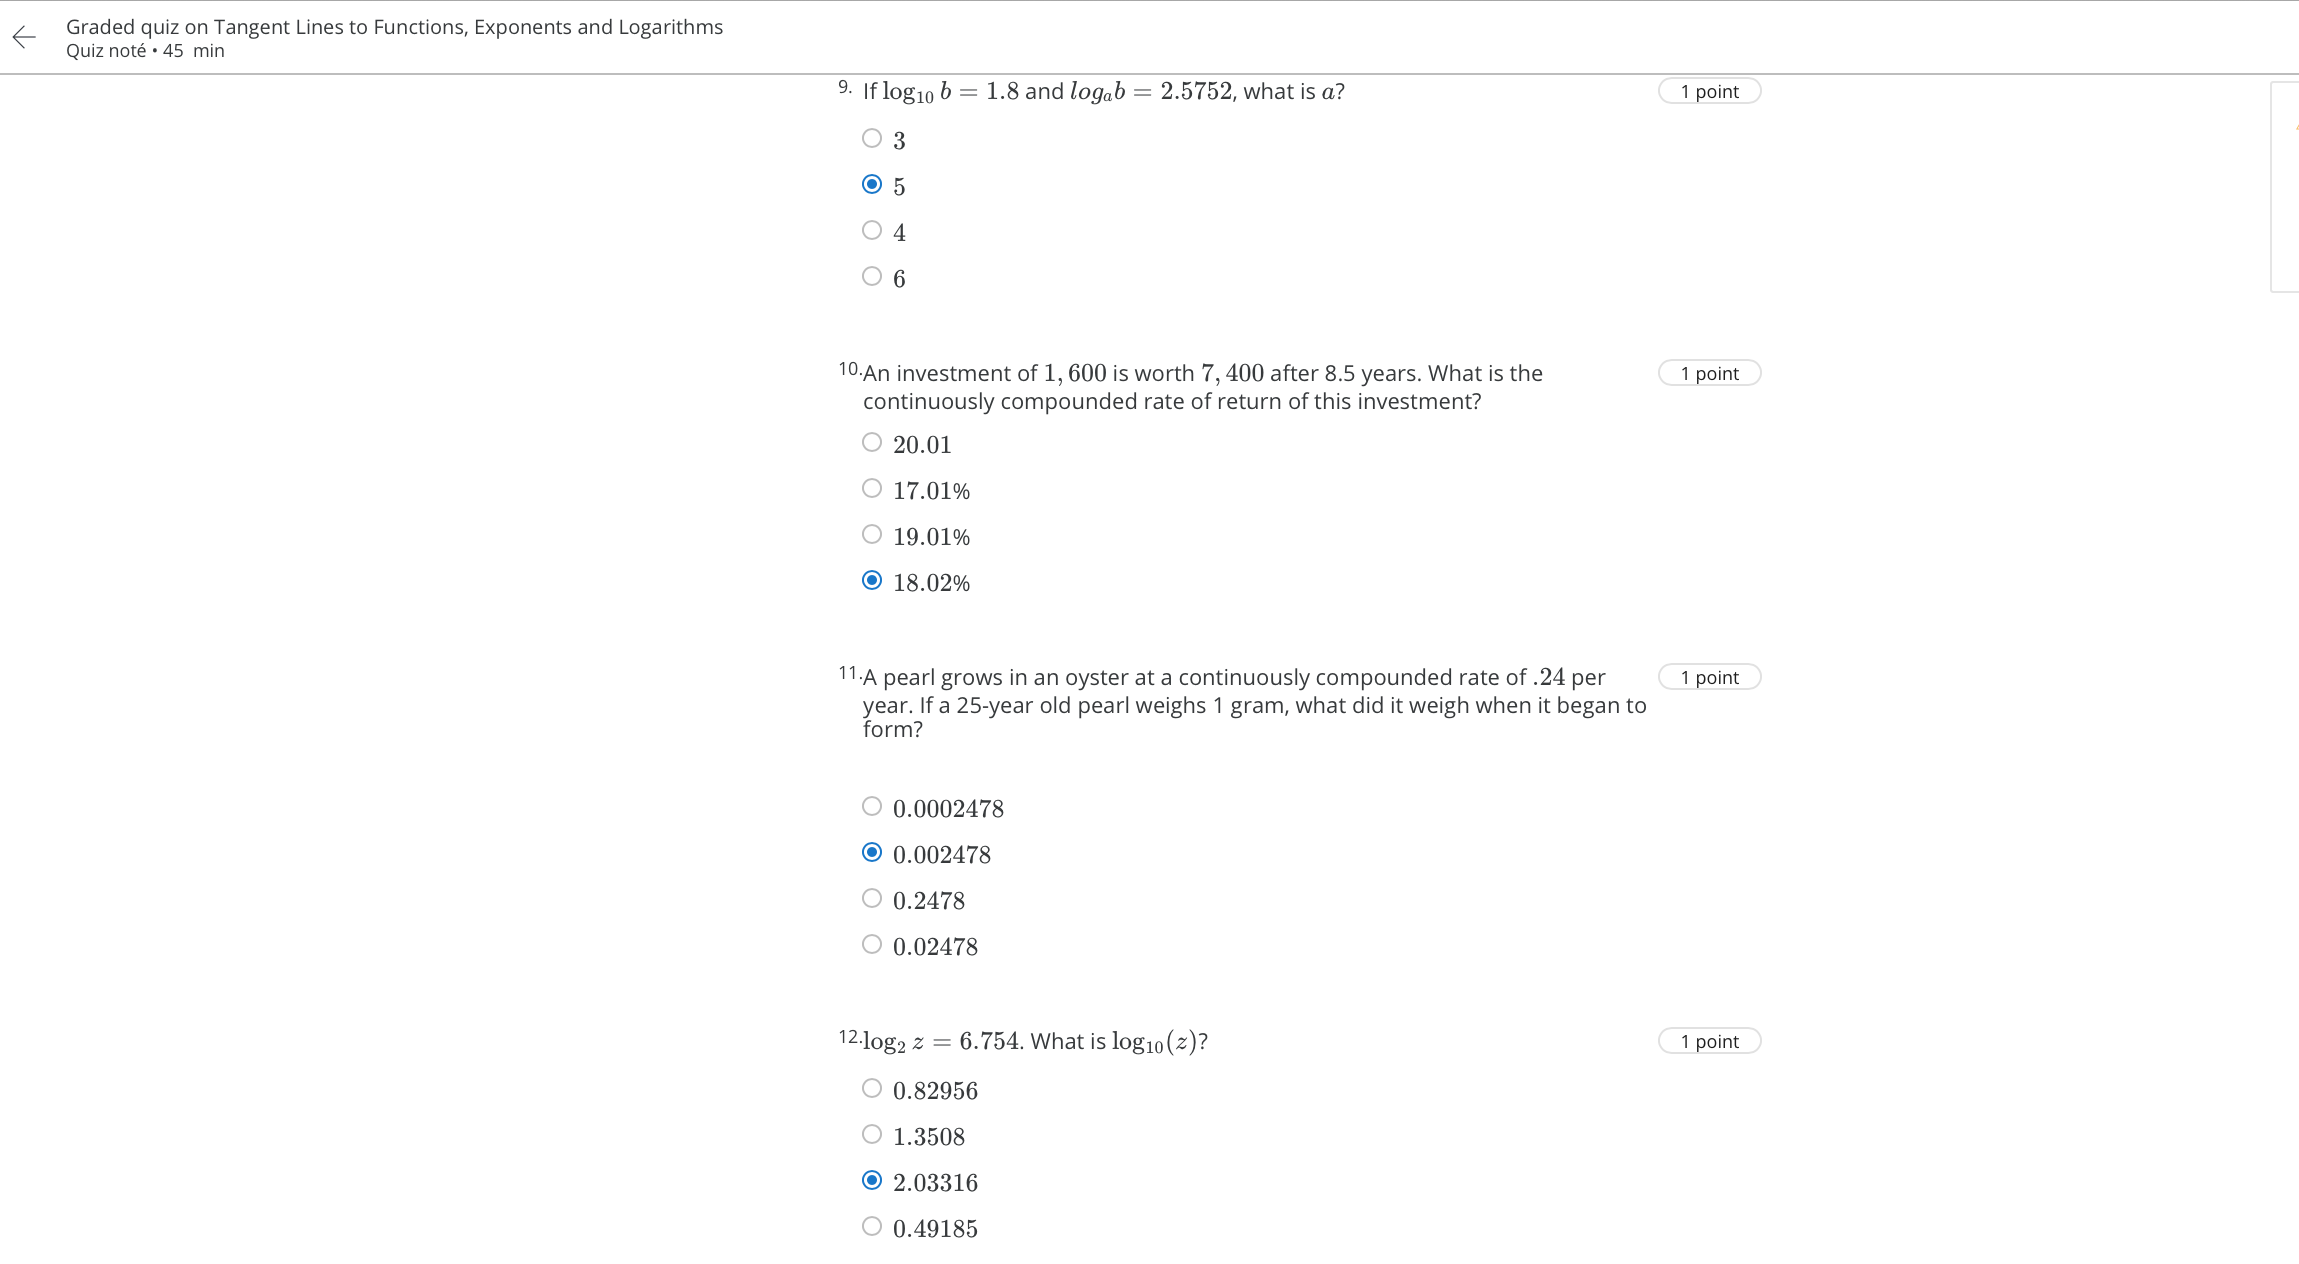 Graded quiz on Tangent Lines to Functions, Exponents and Logarithms
Quiz noté • 45 min
9. If log₁₀ b = 1.8 and logₐb = 2.5752, what is a?
1 point
3
5
4
6
10. An investment of 1,600 is worth 7,400 after 8.5 years. What is the
1 point
continuously compounded rate of return of this investment?
20.01
17.01%
19.01%
18.02%
11. A pearl grows in an oyster at a continuously compounded rate of .24 per
1 point
year. If a 25-year old pearl weighs 1 gram, what did it weigh when it began to
form?
0.0002478
0.002478
0.2478
0.02478
12. log₂ z = 6.754. What is log₁₀(z)?
1 point
0.82956
1.3508
2.03316
0.49185